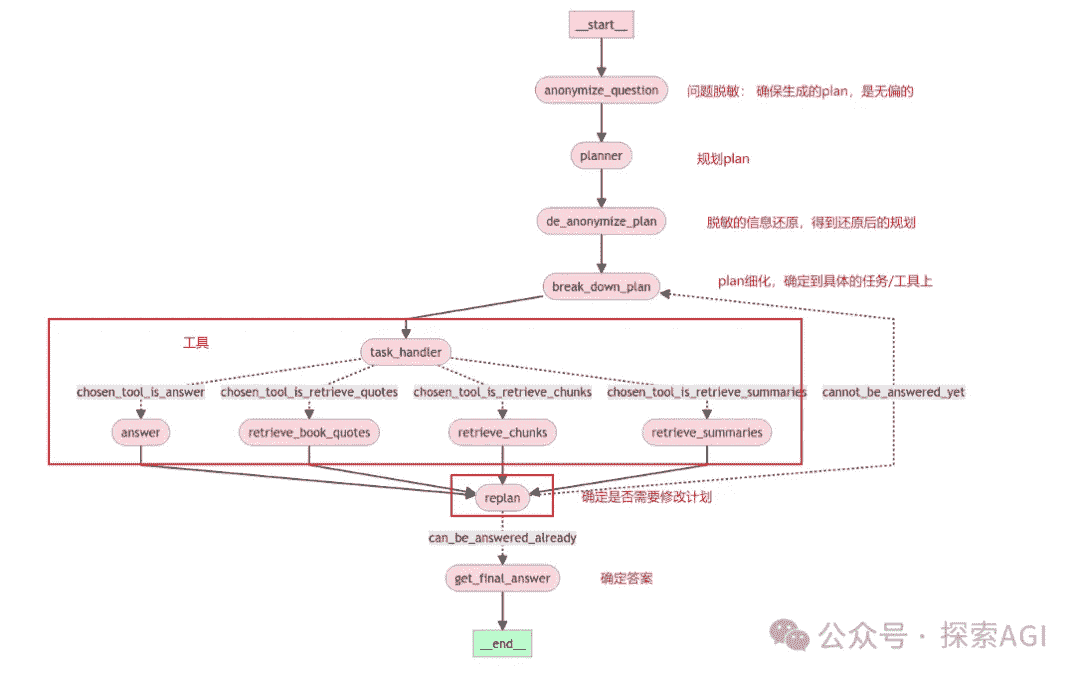 __start__
anonymize_question
问题脱敏： 确保生成的plan，是无偏的
planner
规划plan
de_anonymize_plan
脱敏的信息还原，得到还原后的规划
break_down_plan
plan细化，确定到具体的任务/工具上
工具
task_handler
chosen_tool_is_answer
chosen_tool_is_retrieve_quotes
chosen_tool_is_retrieve_chunks
chosen_tool_is_retrieve_summaries
cannot_be_answered_yet
answer
retrieve_book_quotes
retrieve_chunks
retrieve_summaries
replan
确定是否需要修改计划
can_be_answered_already
get_final_answer
确定答案
__end__
公众号 · 探索AGI